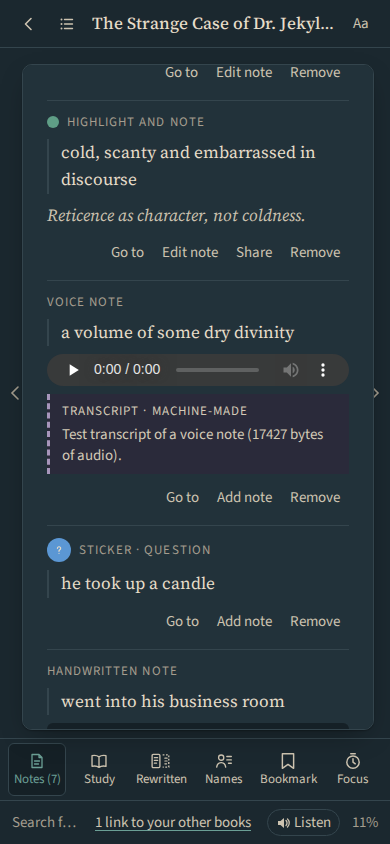 The Strange Case of Dr. Jekyl... Aa
Go to Edit note Remove
HIGHLIGHT AND NOTE
cold, scanty and embarrassed in
discourse
Reticence as character, not coldness.
Go to Edit note Share Remove
VOICE NOTE
a volume of some dry divinity
0:00 / 0:00
TRANSCRIPT · MACHINE-MADE
Test transcript of a voice note (17427 bytes
of audio).
Go to Add note Remove
? STICKER · QUESTION
he took up a candle
Go to Add note Remove
HANDWRITTEN NOTE
went into his business room
Notes (7) Study Rewritten Names Bookmark Focus
Search f... 1 link to your other books Listen 11%